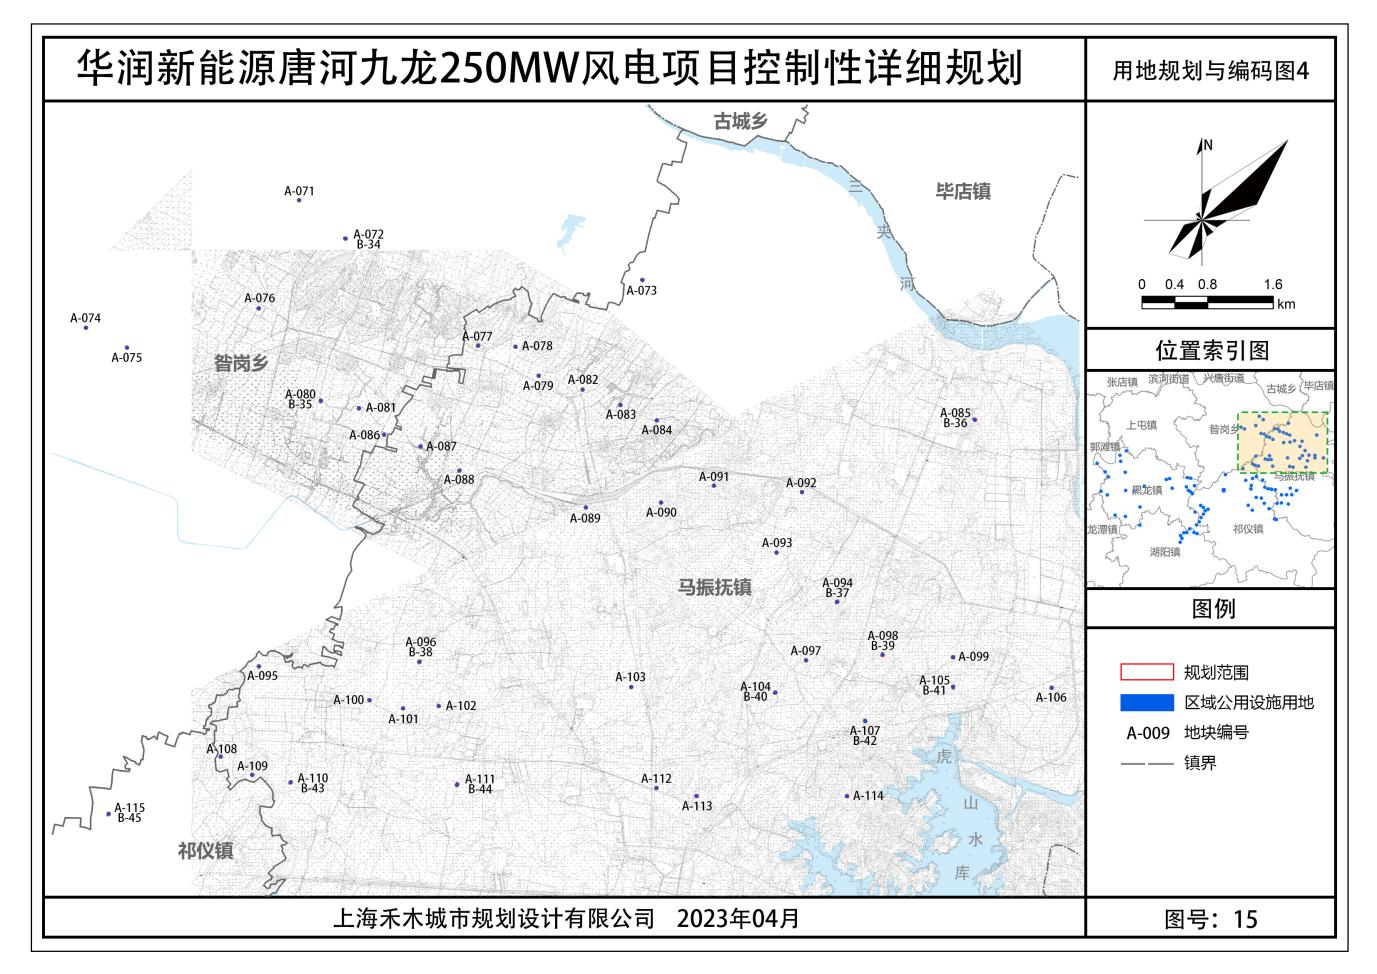 华润新能源唐河九龙250MW风电项目控制性详细规划
用地规划与编码图4
古城乡
毕店镇
三
夹
河
A-071
A-072
B-34
A-073
A-074
A-075
A-076
昝岗乡
A-077
A-078
A-079
A-080
B-35
A-081
A-082
A-083
A-084
A-085
B-36
A-086
A-087
A-088
A-089
A-090
A-091
A-092
A-093
马振抚镇
A-094
B-37
A-095
A-096
B-38
A-097
A-098
B-39
A-099
A-100
A-101
A-102
A-103
A-104
B-40
A-105
B-41
A-106
A-107
B-42
A-108
A-109
A-110
B-43
A-111
B-44
A-112
A-113
A-114
A-115
B-45
祁仪镇
虎
山
水
库
N
0 0.4 0.8 1.6
km
位置索引图
张店镇
滨河街道
兴唐街道
古城乡
毕店镇
上屯镇
昝岗乡
郭滩镇
马振抚镇
黑龙镇
龙潭镇
祁仪镇
湖阳镇
图例
规划范围
区域公用设施用地
A-009 地块编号
镇界
上海禾木城市规划设计有限公司 2023年04月
图号：15